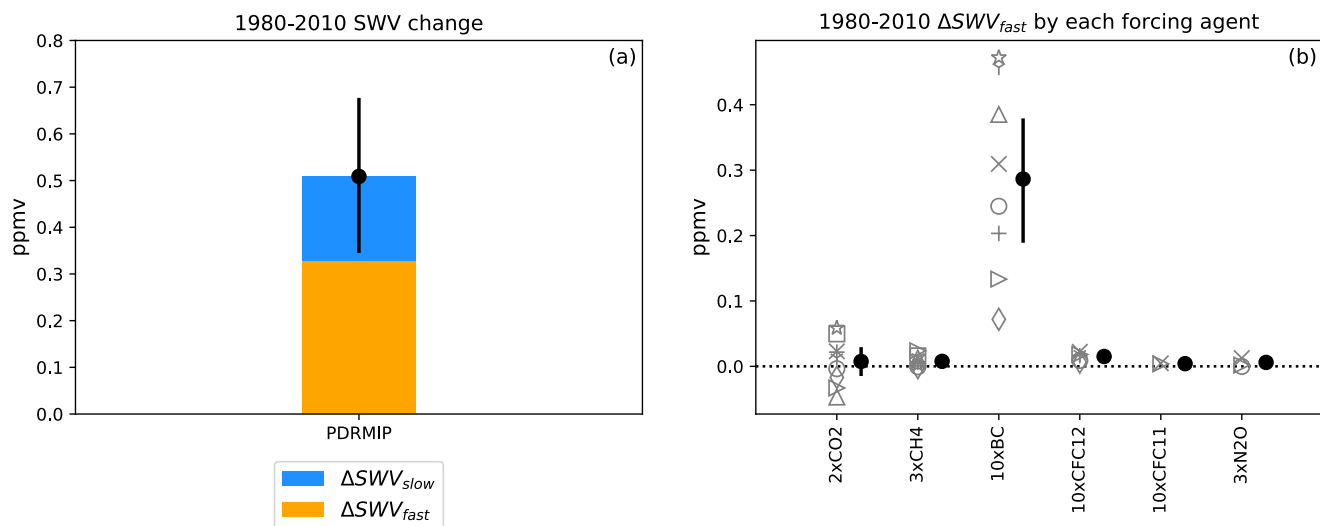 1980-2010 SWV change
(a)
0.8
0.7
0.6
0.5
0.4
0.3
0.2
0.1
0.0
ppmv
PDRMIP
ΔSWV_slow
ΔSWV_fast
1980-2010 ΔSWV_fast by each forcing agent
(b)
0.4
0.3
0.2
0.1
0.0
ppmv
2xCO2
3xCH4
10xBC
10xCFC12
10xCFC11
3xN2O